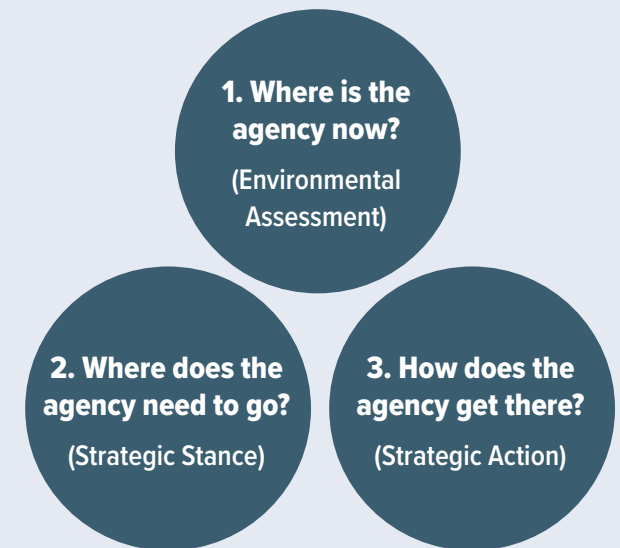 1. Where is the
agency now?
(Environmental
Assessment)
2. Where does the
agency need to go?
(Strategic Stance)
3. How does the
agency get there?
(Strategic Action)